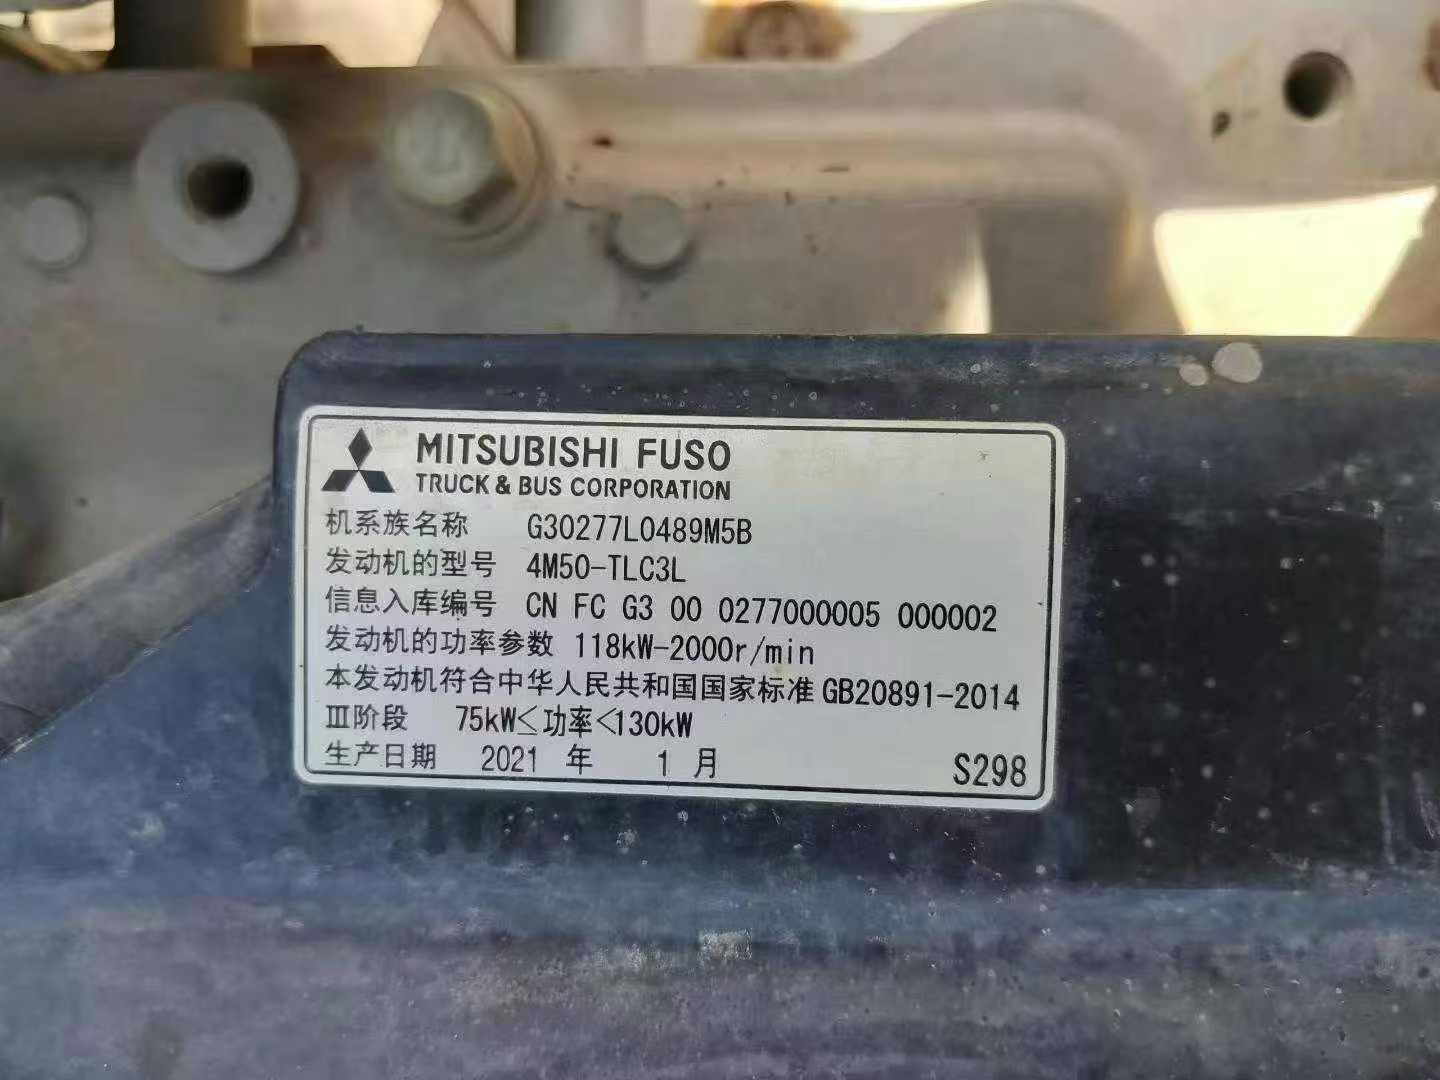 MITSUBISHI FUSO
TRUCK & BUS CORPORATION
机系族名称 G30277L0489M5B
发动机的型号 4M50-TLC3L
信息入库编号 CN FC G3 00 0277000005 000002
发动机的功率参数 118kW-2000r/min
本发动机符合中华人民共和国国家标准 GB20891-2014
Ⅲ阶段 75kW≤功率<130kW
生产日期 2021 年 1 月 S298